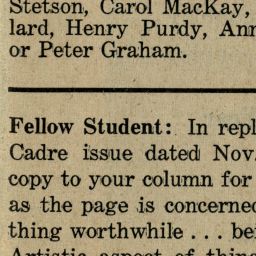 Stetson, Carol MacKay,
lard, Henry Purdy, Ann
or Peter Graham.
Fellow Student: In repl
Cadre issue dated Nov.
copy to your column for
as the page is concerned
thing worthwhile . . . bei
Artistic aspect of thing